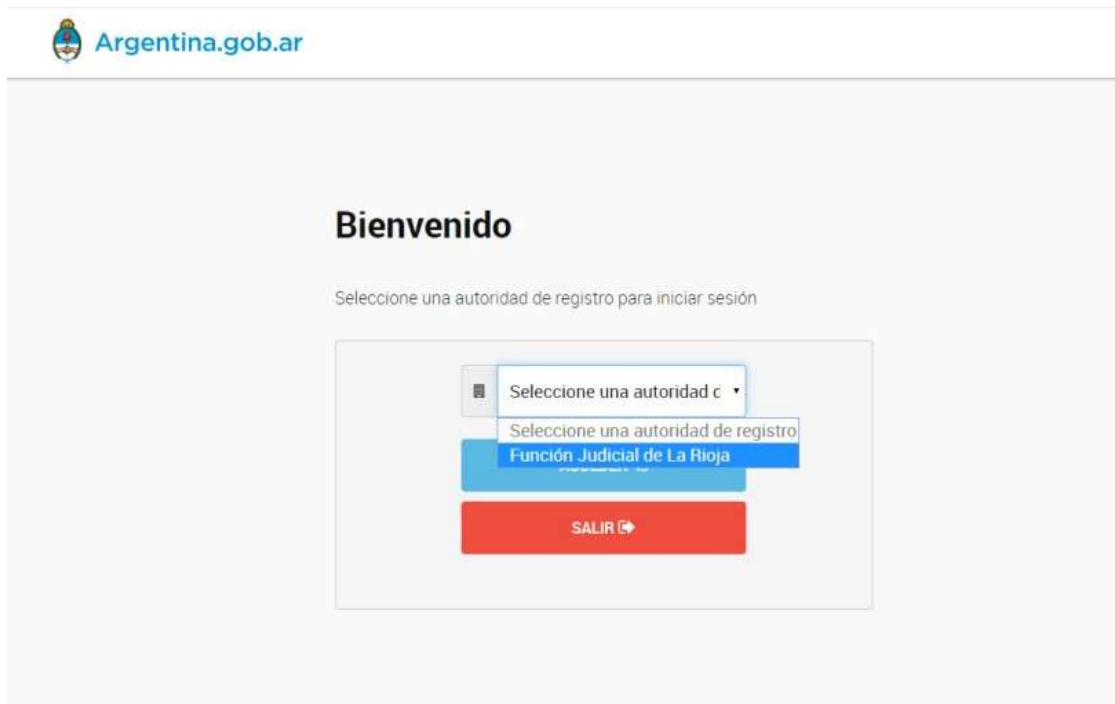 Argentina.gob.ar
Bienvenido
Seleccione una autoridad de registro para iniciar sesión
Seleccione una autoridad d
Seleccione una autoridad de registro
Función Judicial de La Rioja
SALIR